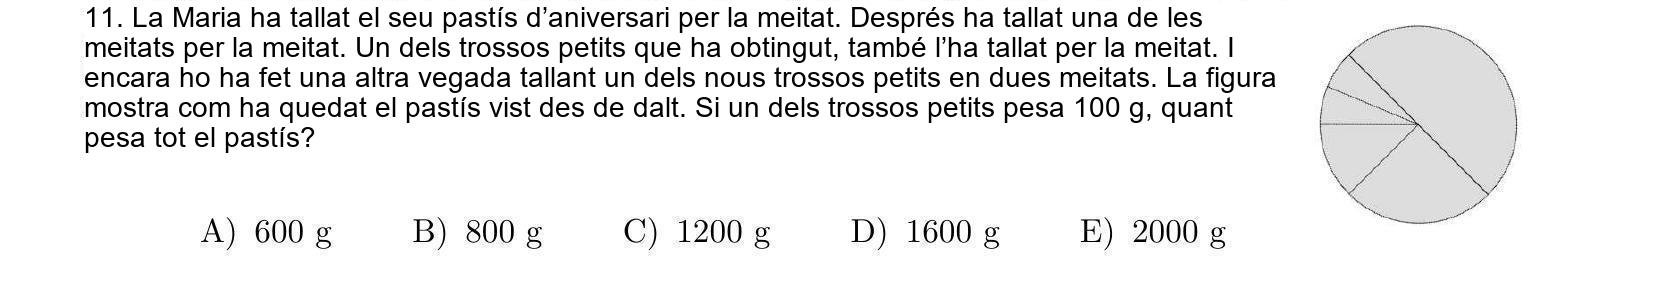 11. La Maria ha tallat el seu pastís d'aniversari per la meitat. Després ha tallat una de les
meitats per la meitat. Un dels trossos petits que ha obtingut, també l'ha tallat per la meitat. I
encara ho ha fet una altra vegada tallant un dels nous trossos petits en dues meitats. La figura
mostra com ha quedat el pastís vist des de dalt. Si un dels trossos petits pesa 100 g, quant
pesa tot el pastís?
A) 600 g B) 800 g C) 1200 g D) 1600 g E) 2000 g